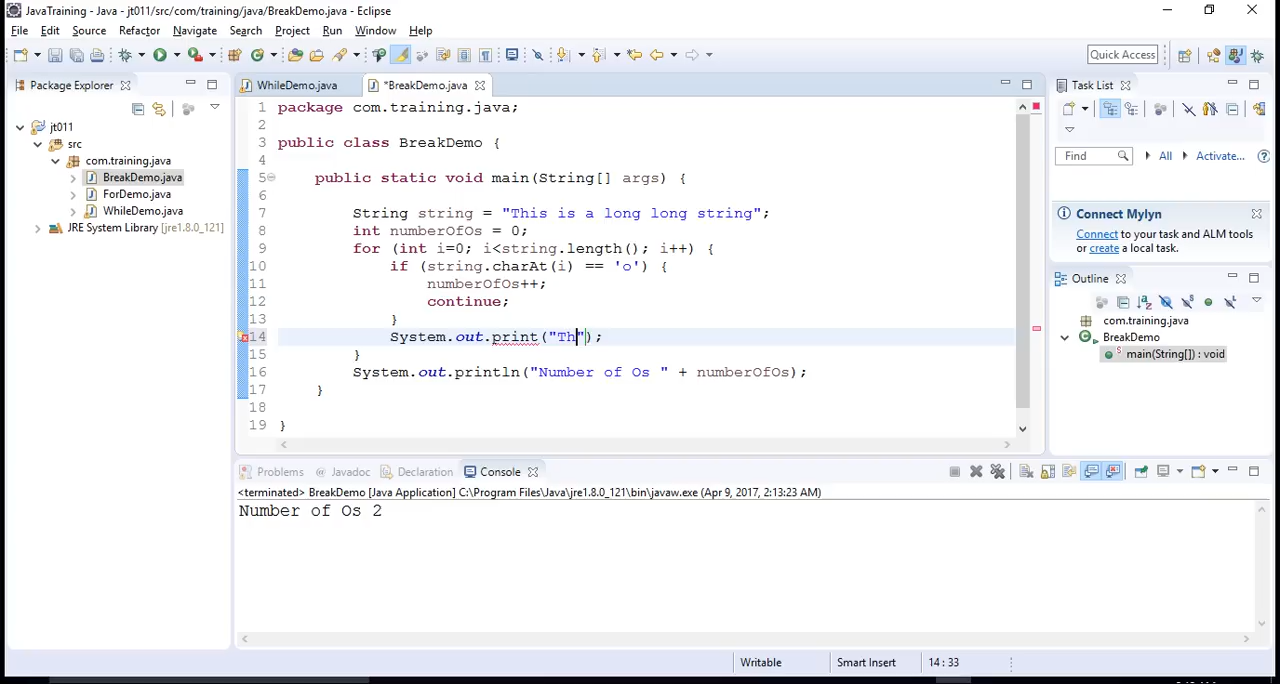 JavaTraining - Java - jt011/src/com/training/java/BreakDemo.java - Eclipse
File Edit Source Refactor Navigate Search Project Run Window Help
Quick Access
Package Explorer
WhileDemo.java
*BreakDemo.java
Task List
jt011
src
com.training.java
BreakDemo.java
ForDemo.java
WhileDemo.java
JRE System Library [jre1.8.0_121]
1 package com.training.java;
2
3 public class BreakDemo {
4
5 public static void main(String[] args) {
6
7 String string = "This is a long long string";
8 int numberOfOs = 0;
9 for (int i=0; i<string.length(); i++) {
10 if (string.charAt(i) == 'o') {
11 numberOfOs++;
12 continue;
13 }
14 System.out.print("Th");
15 }
16 System.out.println("Number of Os " + numberOfOs);
17 }
18
19 }
Find All Activate...
Connect Mylyn
Connect to your task and ALM tools
or create a local task.
Outline
com.training.java
BreakDemo
main(String[]) : void
Problems @ Javadoc Declaration Console
<terminated> BreakDemo [Java Application] C:\Program Files\Java\jre1.8.0_121\bin\javaw.exe (Apr 9, 2017, 2:13:23 AM)
Number of Os 2
Writable Smart Insert 14 : 33